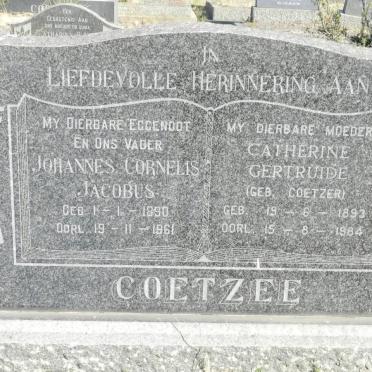 IN
LIEFDEVOLLE HERINNERING AAN
MY DIERBARE EGGENOOT
EN ONS VADER
JOHANNES CORNELIS
JACOBUS
GEB. 1 - 1 - 1890
OORL. 19 - 11 - 1961
MY DIERBARE MOEDER
CATHERINE
GERTRUIDE
(GEB. COETZER)
GEB. 19 - 6 - 1893
OORL. 15 - 8 - 1984
COETZEE